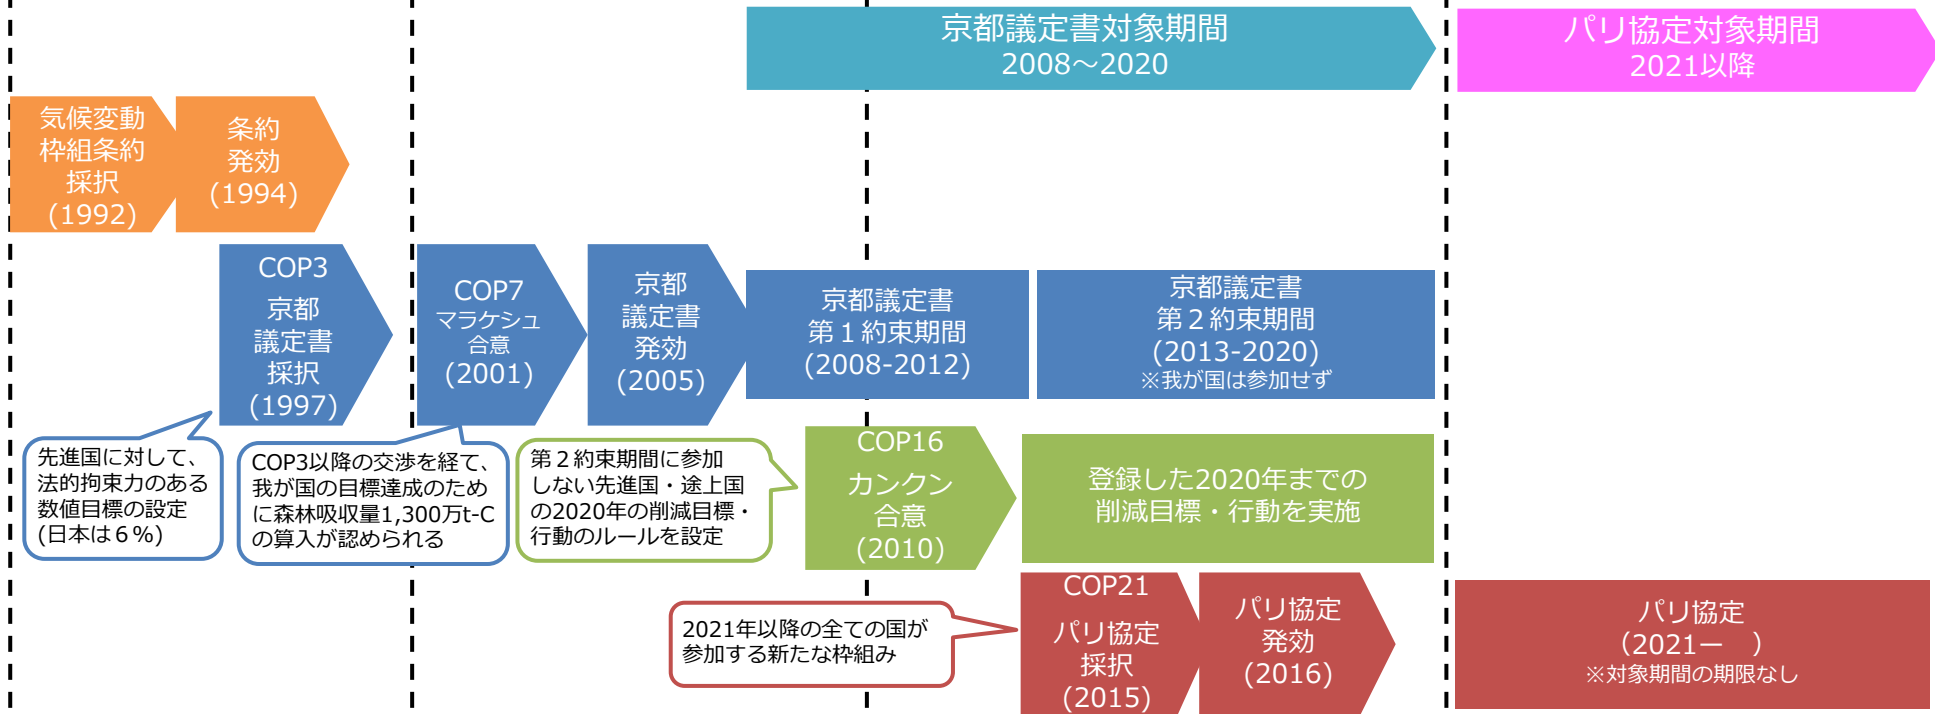 京都議定書対象期間
2008～2020
パリ協定対象期間
2021以降
気候変動
枠組条約
採択
(1992)
条約
発効
(1994)
COP3
京都
議定書
採択
(1997)
COP7
マラケシュ
合意
(2001)
京都
議定書
発効
(2005)
京都議定書
第１約束期間
(2008-2012)
京都議定書
第２約束期間
(2013-2020)
※我が国は参加せず
先進国に対して、
法的拘束力のある
数値目標の設定
(日本は６%)
COP3以降の交渉を経て、
我が国の目標達成のため
に森林吸収量1,300万t-C
の算入が認められる
第２約束期間に参加
しない先進国・途上国
の2020年の削減目標・
行動のルールを設定
COP16
カンクン
合意
(2010)
登録した2020年までの
削減目標・行動を実施
2021年以降の全ての国が
参加する新たな枠組み
COP21
パリ協定
採択
(2015)
パリ協定
発効
(2016)
パリ協定
（2021ー　）
※対象期間の期限なし